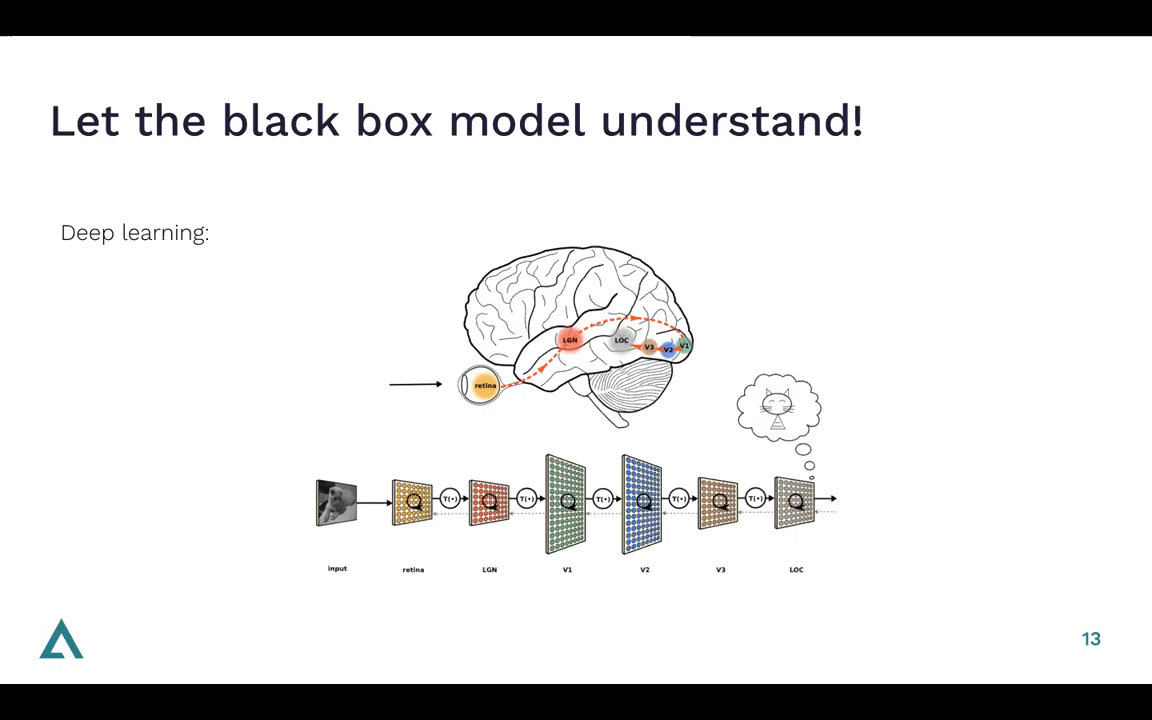 Let the black box model understand!
Deep learning:
LGN
LOC
V3
V2
V1
retina
Q T(•) Q T(•) Q T(•) Q T(•) Q T(•) Q
input retina LGN V1 V2 V3 LOC
13